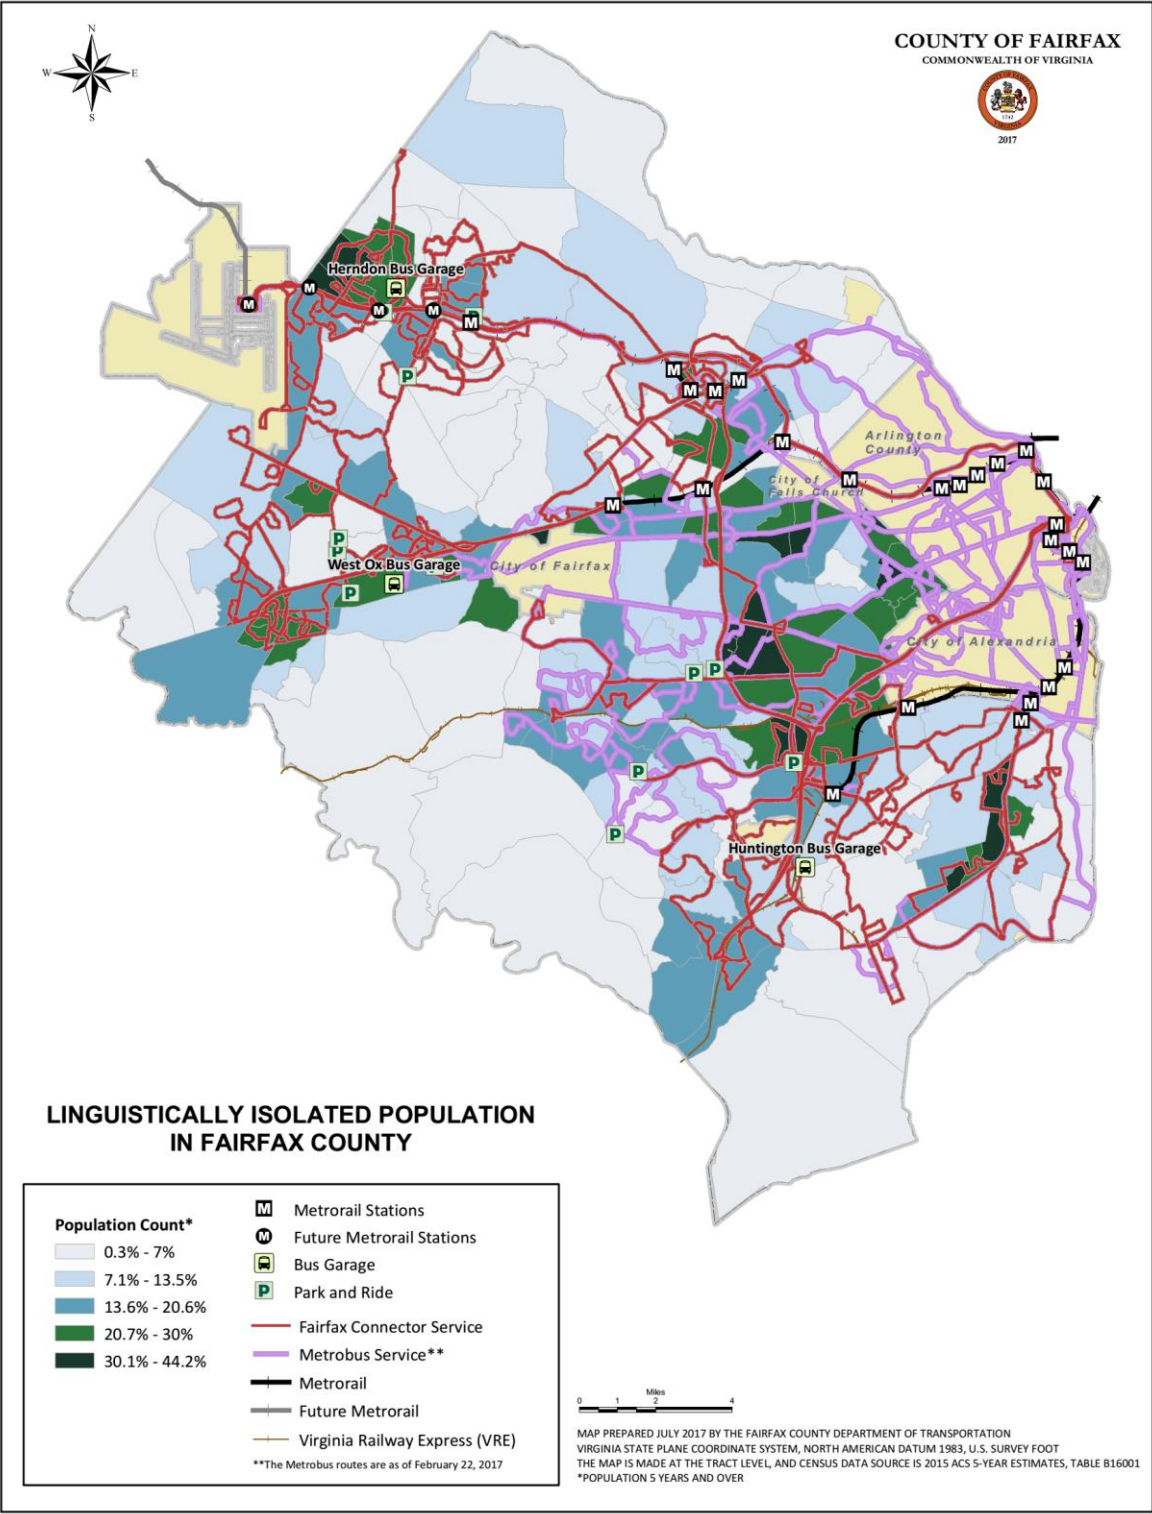 N
W
E
S
COUNTY OF FAIRFAX
COMMONWEALTH OF VIRGINIA
1742
2017
Herndon Bus Garage
M
M
M
M
M
P
P
M
M
M
M
Arlington
County
M
M
M
City of
Falls Church
M
M
M
M
M
M
M
M
P
P
West Ox Bus Garage
City of Fairfax
P
M
M
M
M
City of Alexandria
P
P
M
M
M
M
M
P
P
M
P
Huntington Bus Garage
LINGUISTICALLY ISOLATED POPULATION
IN FAIRFAX COUNTY
Population Count*
0.3% - 7%
7.1% - 13.5%
13.6% - 20.6%
20.7% - 30%
30.1% - 44.2%
M Metrorail Stations
M Future Metrorail Stations
Bus Garage
P Park and Ride
Fairfax Connector Service
Metrobus Service**
Metrorail
Future Metrorail
Virginia Railway Express (VRE)
**The Metrobus routes are as of February 22, 2017
Miles
0 1 2 4
MAP PREPARED JULY 2017 BY THE FAIRFAX COUNTY DEPARTMENT OF TRANSPORTATION
VIRGINIA STATE PLANE COORDINATE SYSTEM, NORTH AMERICAN DATUM 1983, U.S. SURVEY FOOT
THE MAP IS MADE AT THE TRACT LEVEL, AND CENSUS DATA SOURCE IS 2015 ACS 5-YEAR ESTIMATES, TABLE B16001
*POPULATION 5 YEARS AND OVER